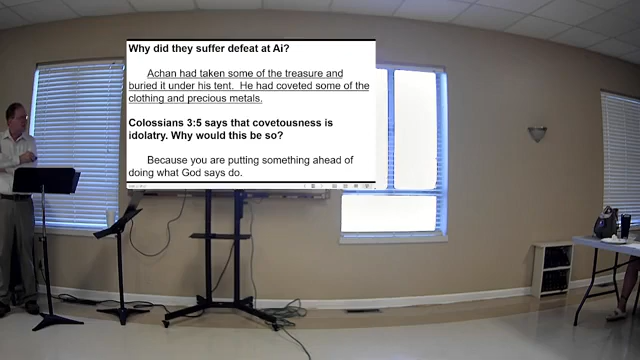 Why did they suffer defeat at Ai?
Achan had taken some of the treasure and
buried it under his tent.  He had coveted some of the
clothing and precious metals.
Colossians 3:5 says that covetousness is
idolatry. Why would this be so?
Because you are putting something ahead of
doing what God says do.